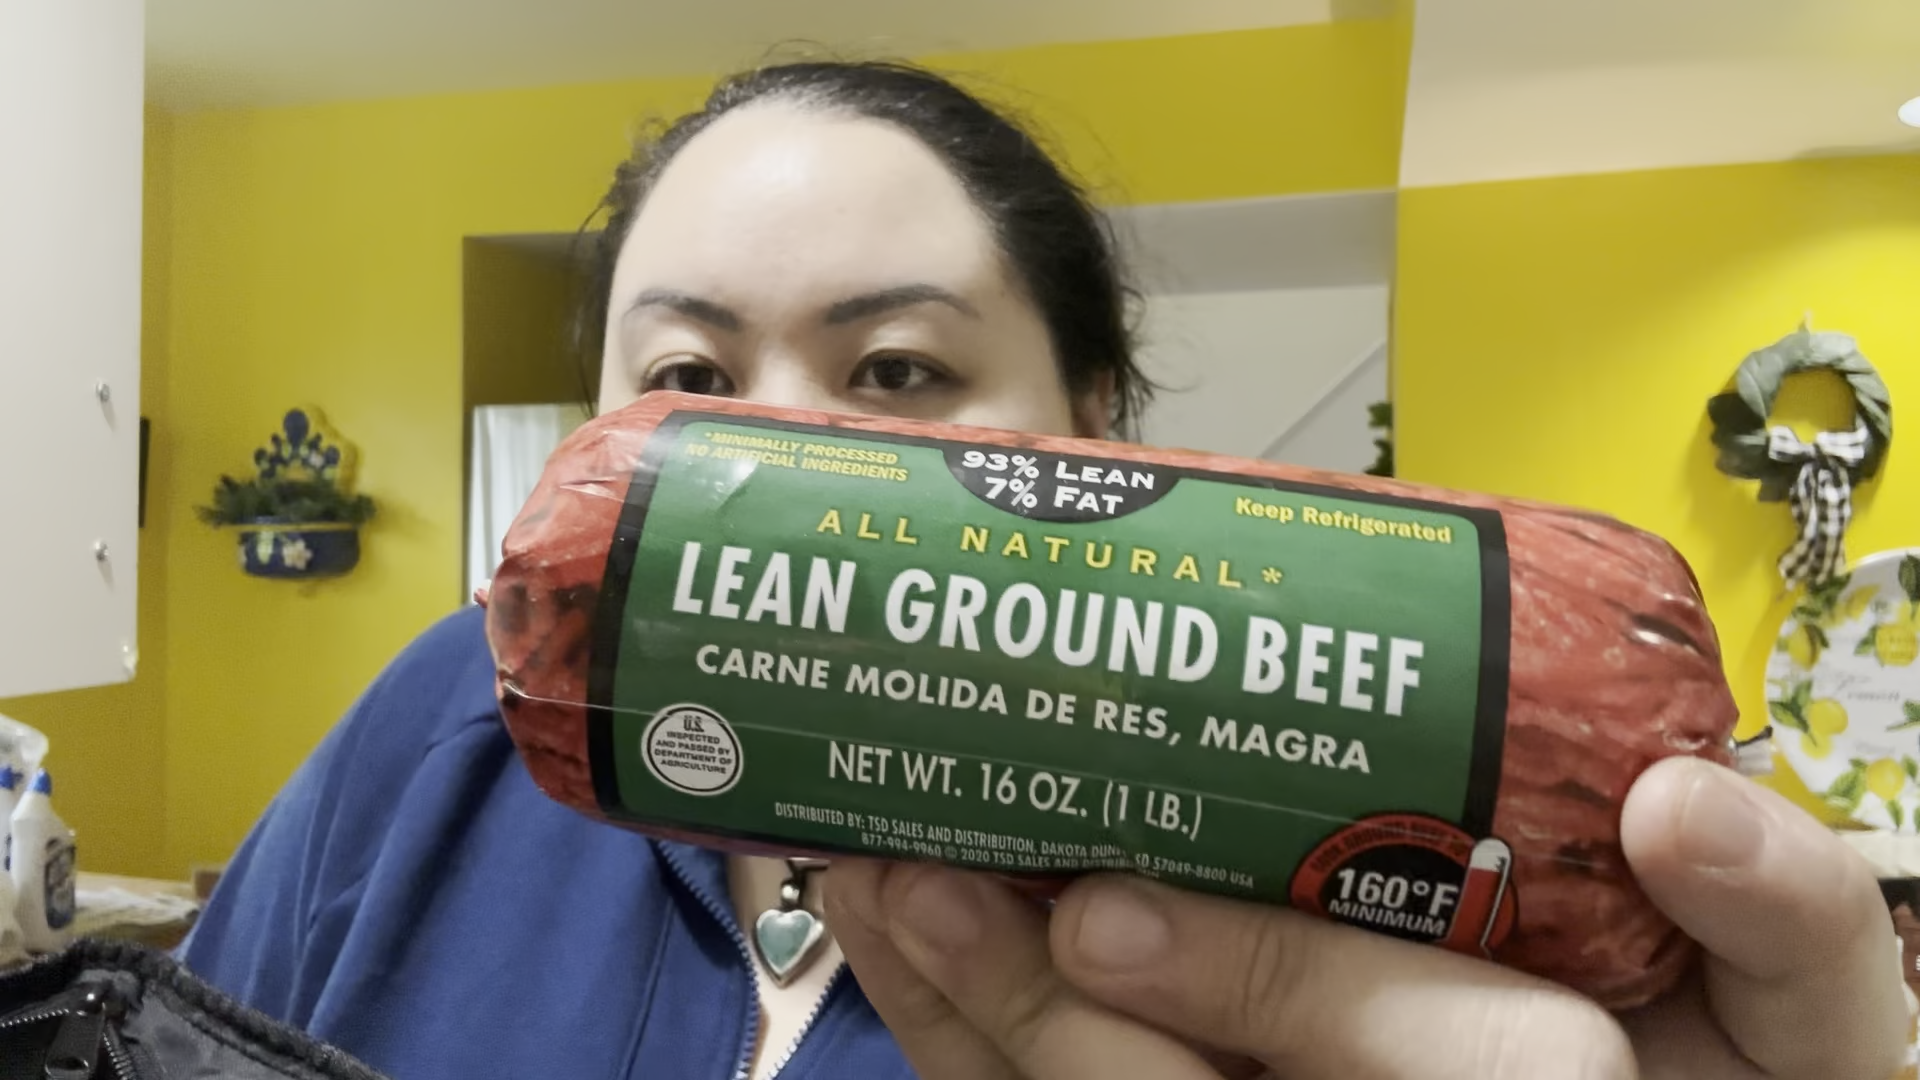 *MINIMALLY PROCESSED
NO ARTIFICIAL INGREDIENTS
93% LEAN
7% FAT
Keep Refrigerated
ALL NATURAL*
LEAN GROUND BEEF
CARNE MOLIDA DE RES, MAGRA
U.S.
INSPECTED
AND PASSED BY
DEPARTMENT OF
AGRICULTURE
NET WT. 16 OZ. (1 LB.)
DISTRIBUTED BY: TSD SALES AND DISTRIBUTION, DAKOTA SD 57049-8800 USA
877-994-9960 © 2020 TSD SALES AND
160°F
MINIMUM